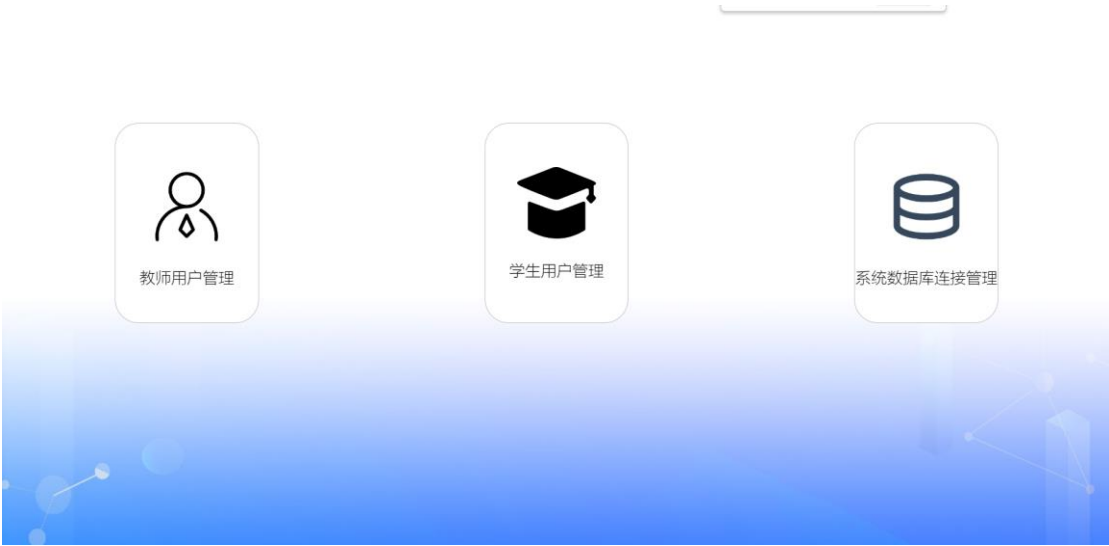 教师用户管理
学生用户管理
系统数据库连接管理